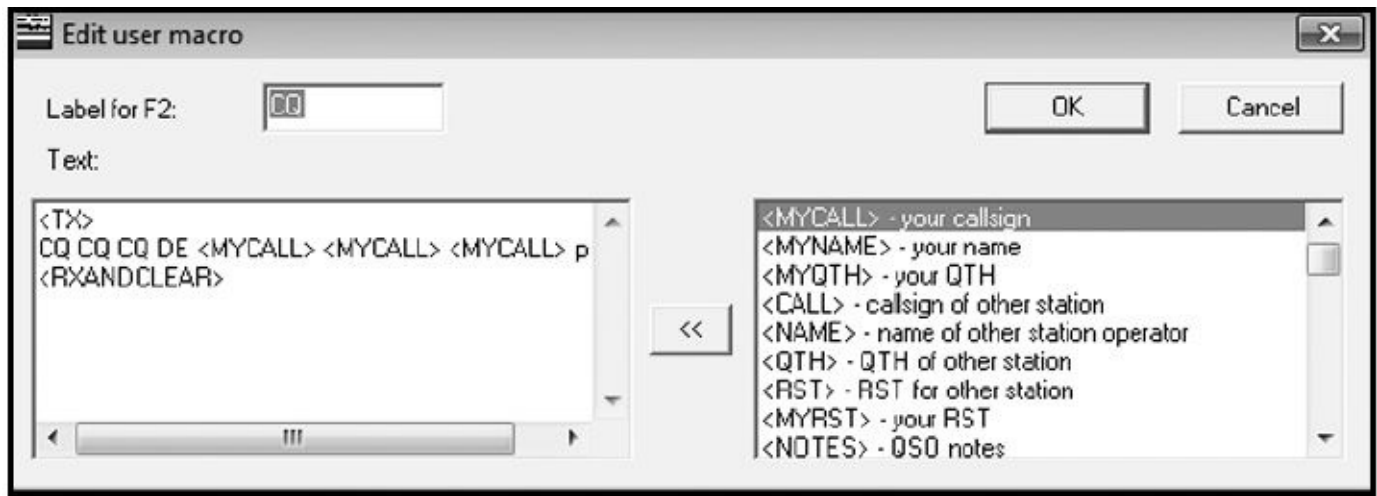 Edit user macro
Label for F2: CQ
OK
Cancel
Text:
<TX>
CQ CQ CQ DE <MYCALL> <MYCALL> <MYCALL> p
<RXANDCLEAR>
<<
<MYCALL> - your callsign
<MYNAME> - your name
<MYQTH> - your QTH
<CALL> - callsign of other station
<NAME> - name of other station operator
<QTH> - QTH of other station
<RST> - RST for other station
<MYRST> - your RST
<NOTES> - QSO notes